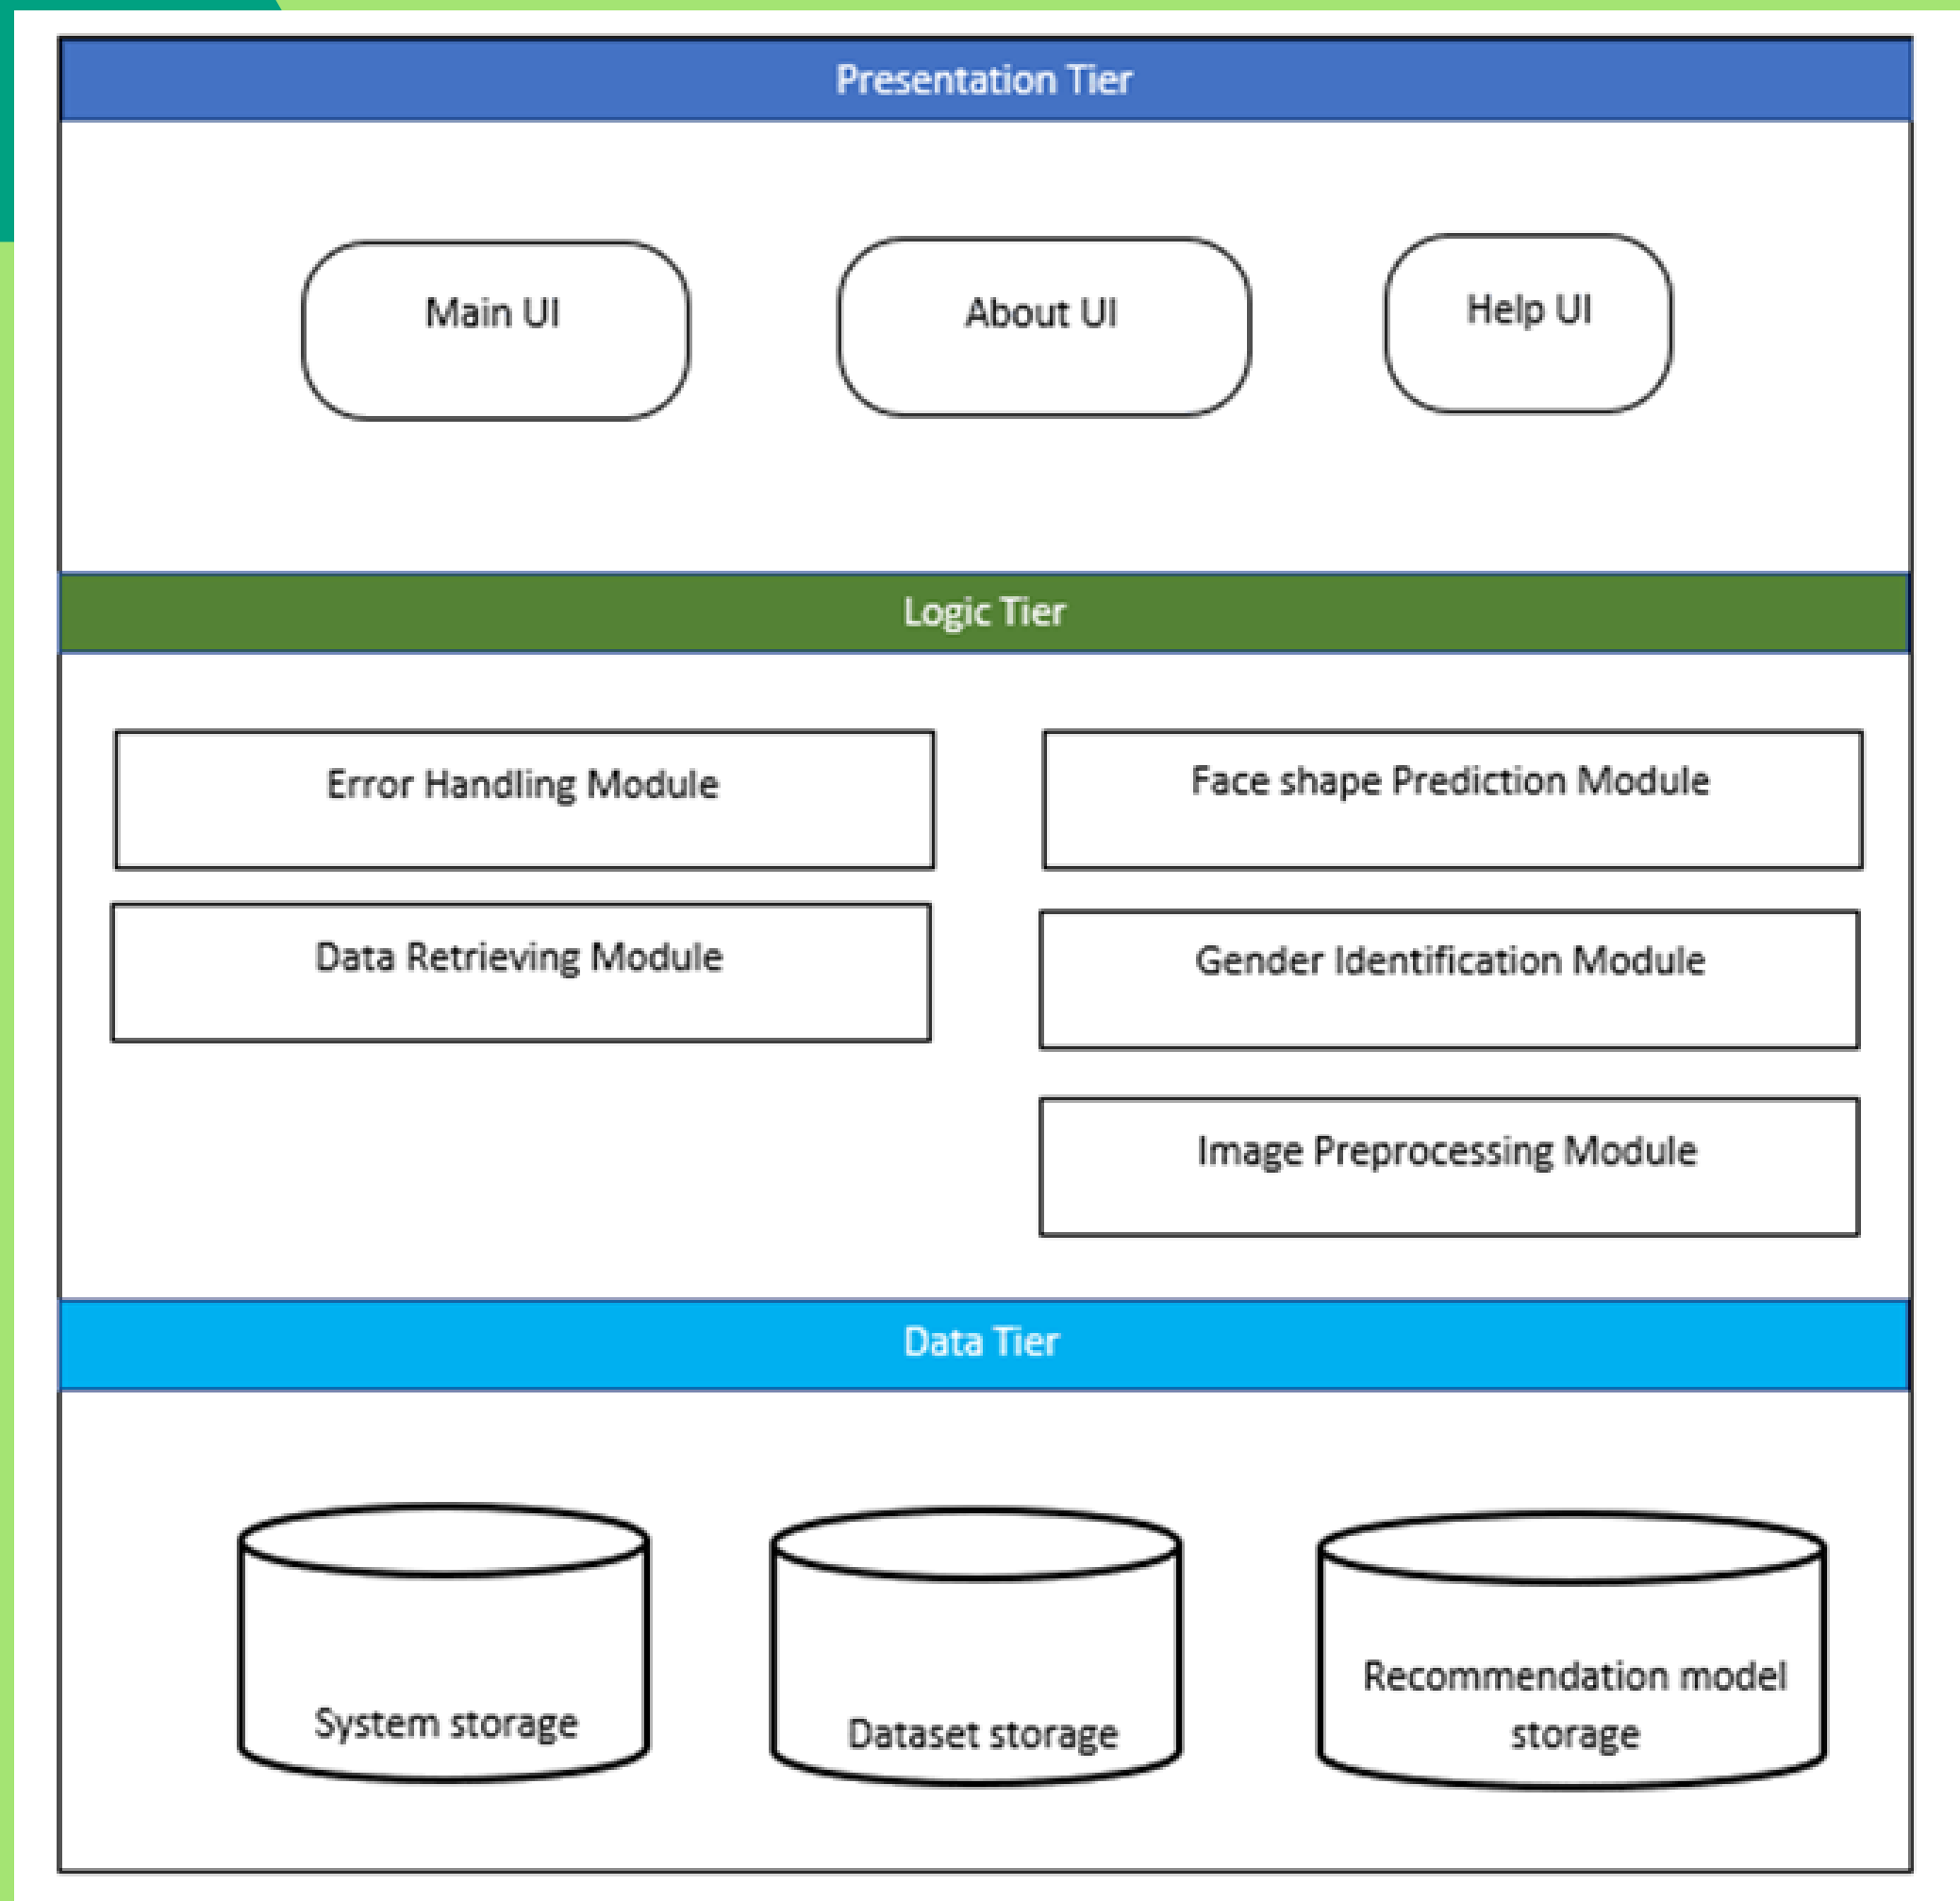 Presentation Tier
Main UI
About UI
Help UI
Logic Tier
Error Handling Module
Face shape Prediction Module
Data Retrieving Module
Gender Identification Module
Image Preprocessing Module
Data Tier
System storage
Dataset storage
Recommendation model
storage